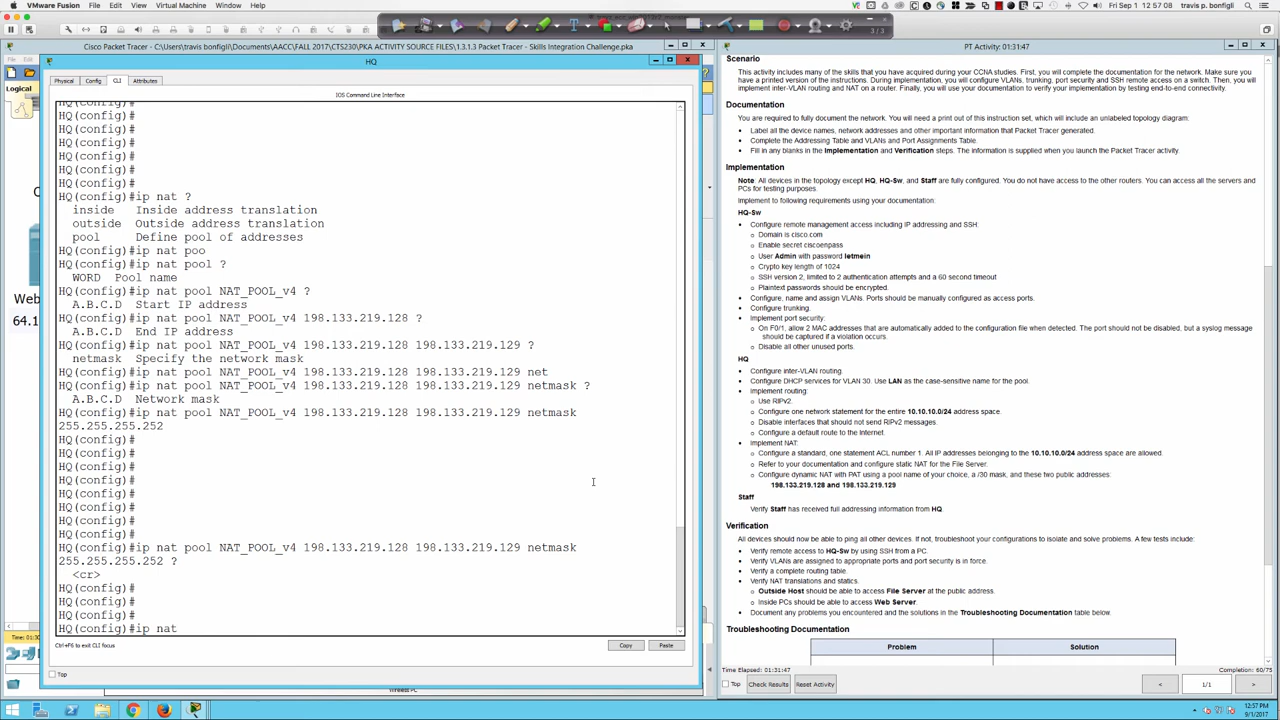 VMware Fusion File Edit View Virtual Machine Window Help
Fri Sep 1 12:57:08 travis p. bonfigli
3 / 3
Cisco Packet Tracer - C:\Users\travis bonfigli\Documents\AACC\FALL 2017\CTS230\PKA ACTIVITY SOURCE FILES\1.3.1.3 Packet Tracer - Skills Integration Challenge.pka
PT Activity: 01:31:47
HQ
Physical Config CLI Attributes
Logical
IOS Command Line Interface
HQ(config)#
HQ(config)#
HQ(config)#
HQ(config)#
HQ(config)#
HQ(config)#
HQ(config)#
HQ(config)#ip nat ?
inside Inside address translation
outside Outside address translation
pool Define pool of addresses
HQ(config)#ip nat poo
HQ(config)#ip nat pool ?
WORD Pool name
HQ(config)#ip nat pool NAT_POOL_v4 ?
A.B.C.D Start IP address
HQ(config)#ip nat pool NAT_POOL_v4 198.133.219.128 ?
A.B.C.D End IP address
HQ(config)#ip nat pool NAT_POOL_v4 198.133.219.128 198.133.219.129 ?
netmask Specify the network mask
HQ(config)#ip nat pool NAT_POOL_v4 198.133.219.128 198.133.219.129 net
HQ(config)#ip nat pool NAT_POOL_v4 198.133.219.128 198.133.219.129 netmask ?
A.B.C.D Network mask
HQ(config)#ip nat pool NAT_POOL_v4 198.133.219.128 198.133.219.129 netmask
255.255.255.252
HQ(config)#
HQ(config)#
HQ(config)#
HQ(config)#
HQ(config)#
HQ(config)#
HQ(config)#
HQ(config)#
HQ(config)#ip nat pool NAT_POOL_v4 198.133.219.128 198.133.219.129 netmask
255.255.255.252 ?
<cr>
HQ(config)#
HQ(config)#
HQ(config)#
HQ(config)#ip nat
Ctrl+F6 to exit CLI focus
Copy Paste
Top
Web
64.1
Time: 01:30
Wireless PC
Scenario
This activity includes many of the skills that you have acquired during your CCNA studies. First, you will complete the documentation for the network. Make sure you
have a printed version of the instructions. During implementation, you will configure VLANs, trunking, port security and SSH remote access on a switch. Then, you will
implement inter-VLAN routing and NAT on a router. Finally, you will use your documentation to verify your implementation by testing end-to-end connectivity.
Documentation
You are required to fully document the network. You will need a print out of this instruction set, which will include an unlabeled topology diagram:
• Label all the device names, network addresses and other important information that Packet Tracer generated.
• Complete the Addressing Table and VLANs and Port Assignments Table.
• Fill in any blanks in the Implementation and Verification steps. The information is supplied when you launch the Packet Tracer activity.
Implementation
Note: All devices in the topology except HQ, HQ-Sw, and Staff are fully configured. You do not have access to the other routers. You can access all the servers and
PCs for testing purposes.
Implement to following requirements using your documentation:
HQ-Sw
• Configure remote management access including IP addressing and SSH:
o Domain is cisco.com
o Enable secret ciscoenpass
o User Admin with password letmein
o Crypto key length of 1024
o SSH version 2, limited to 2 authentication attempts and a 60 second timeout
o Plaintext passwords should be encrypted.
• Configure, name and assign VLANs. Ports should be manually configured as access ports.
• Configure trunking.
• Implement port security:
o On F0/1, allow 2 MAC addresses that are automatically added to the configuration file when detected. The port should not be disabled, but a syslog message
should be captured if a violation occurs.
o Disable all other unused ports.
HQ
• Configure inter-VLAN routing.
• Configure DHCP services for VLAN 30. Use LAN as the case-sensitive name for the pool.
• Implement routing:
o Use RIPv2.
o Configure one network statement for the entire 10.10.10.0/24 address space.
o Disable interfaces that should not send RIPv2 messages.
o Configure a default route to the Internet.
• Implement NAT:
o Configure a standard, one statement ACL number 1. All IP addresses belonging to the 10.10.10.0/24 address space are allowed.
o Refer to your documentation and configure static NAT for the File Server.
o Configure dynamic NAT with PAT using a pool name of your choice, a /30 mask, and these two public addresses:
198.133.219.128 and 198.133.219.129
Staff
Verify Staff has received full addressing information from HQ.
Verification
All devices should now be able to ping all other devices. If not, troubleshoot your configurations to isolate and solve problems. A few tests include:
• Verify remote access to HQ-Sw by using SSH from a PC.
• Verify VLANs are assigned to appropriate ports and port security is in force.
• Verify a complete routing table.
• Verify NAT translations and statics.
o Outside Host should be able to access File Server at the public address.
o Inside PCs should be able to access Web Server.
• Document any problems you encountered and the solutions in the Troubleshooting Documentation table below.
Troubleshooting Documentation
Problem Solution
Time Elapsed: 01:31:47 Completion: 60/75
Top Check Results Reset Activity < 1/1 >
12:57 PM
9/1/2017